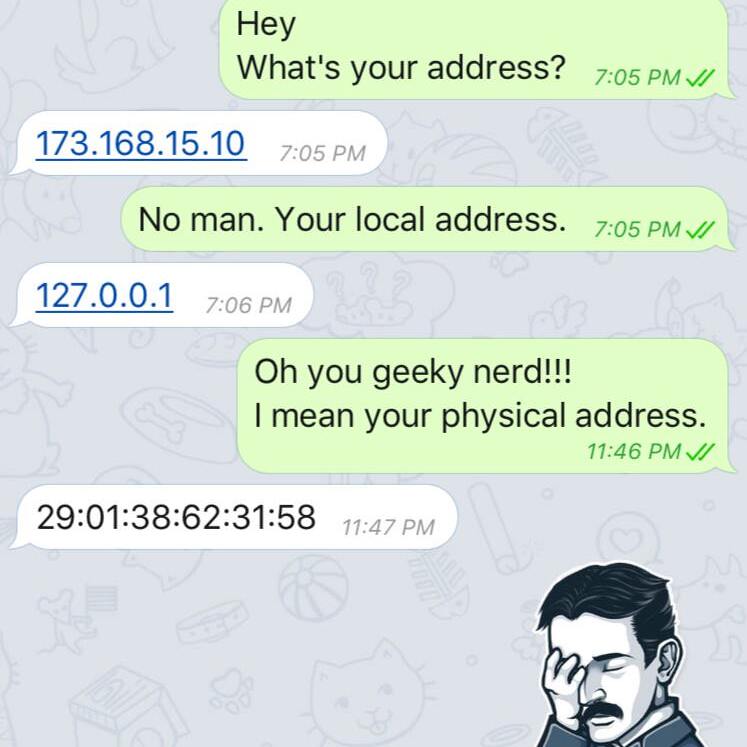 Hey
What's your address? 7:05 PM
173.168.15.10 7:05 PM
No man. Your local address. 7:05 PM
127.0.0.1 7:06 PM
Oh you geeky nerd!!!
I mean your physical address.
11:46 PM
29:01:38:62:31:58 11:47 PM